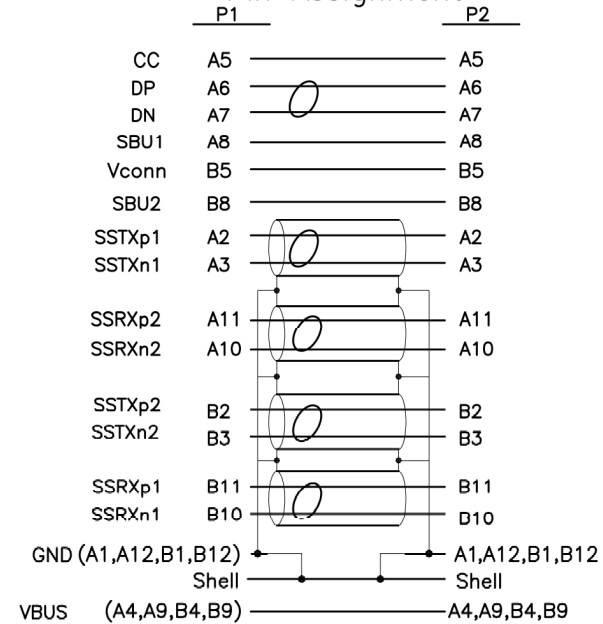 P1 P2
CC A5 A5
DP A6 A6
DN A7 A7
SBU1 A8 A8
Vconn B5 B5
SBU2 B8 B8
SSTXp1 A2 A2
SSTXn1 A3 A3
SSRXp2 A11 A11
SSRXn2 A10 A10
SSTXp2 B2 B2
SSTXn2 B3 B3
SSRXp1 B11 B11
SSRXn1 B10 B10
GND (A1,A12,B1,B12) A1,A12,B1,B12
Shell Shell
VBUS (A4,A9,B4,B9) A4,A9,B4,B9